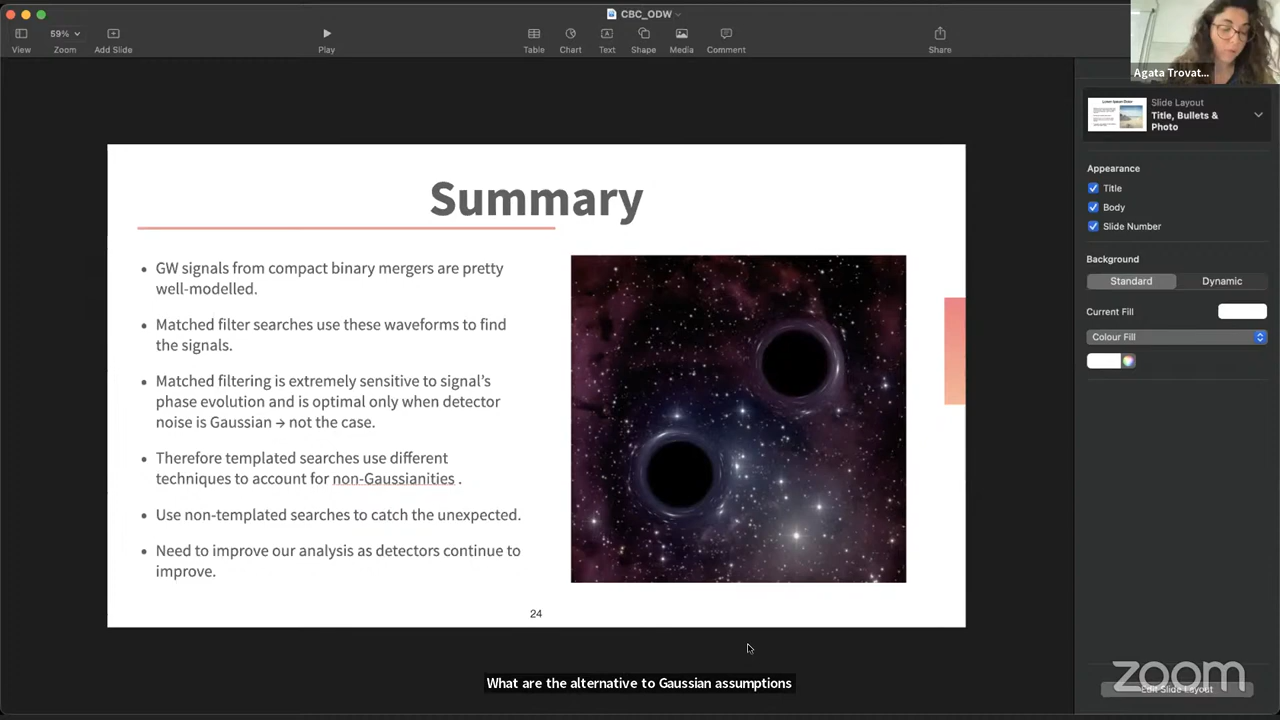 CBC_ODW
59%
View
Zoom
Add Slide
Play
Table
Chart
Text
Shape
Media
Comment
Share
Agata Trovat...
Slide Layout
Title, Bullets &
Photo
Appearance
Title
Body
Slide Number
Background
Standard
Dynamic
Current Fill
Colour Fill
Edit Slide Layout
Summary
• GW signals from compact binary mergers are pretty
well-modelled.
• Matched filter searches use these waveforms to find
the signals.
• Matched filtering is extremely sensitive to signal's
phase evolution and is optimal only when detector
noise is Gaussian → not the case.
• Therefore templated searches use different
techniques to account for non-Gaussianities .
• Use non-templated searches to catch the unexpected.
• Need to improve our analysis as detectors continue to
improve.
24
What are the alternative to Gaussian assumptions
zoom